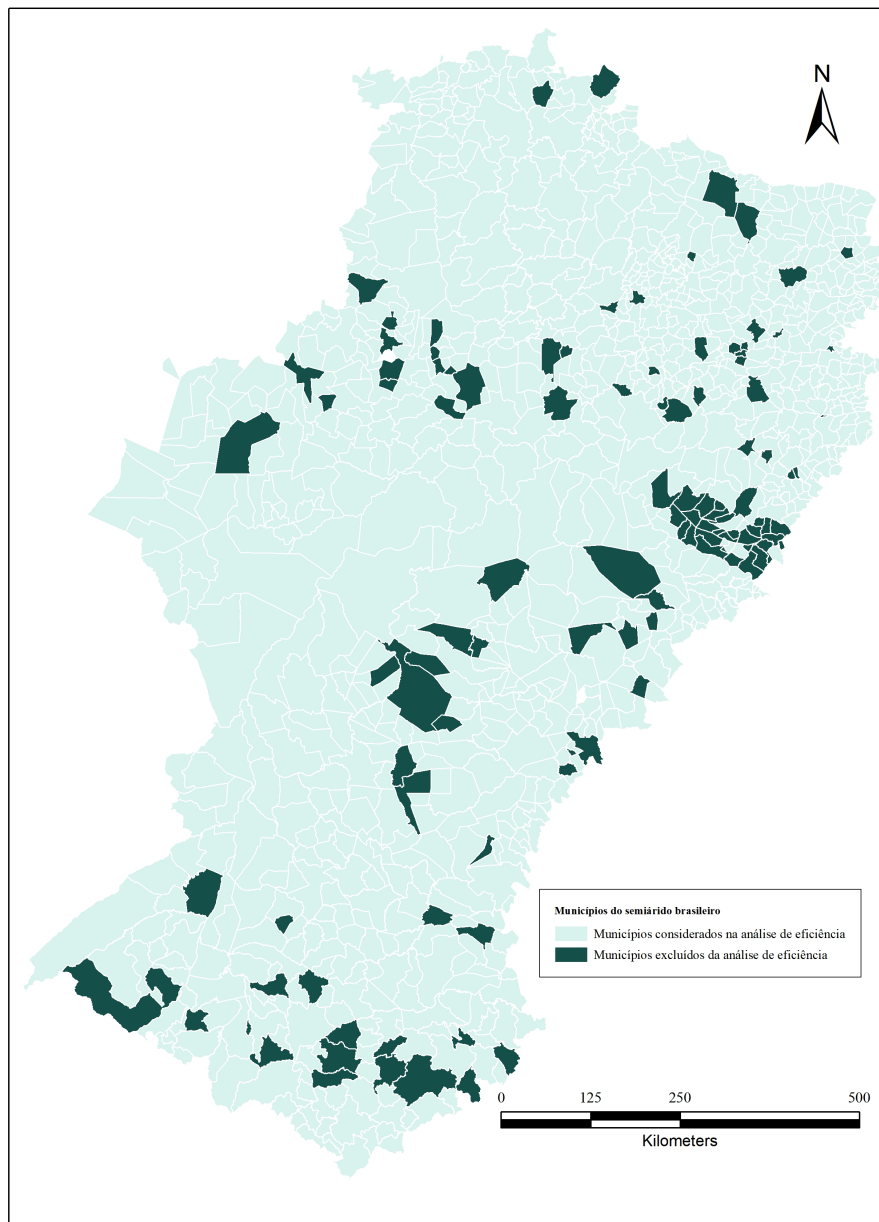 N
Municípios do semiárido brasileiro
Municípios considerados na análise de eficiência
Municípios excluídos da análise de eficiência
0 125 250 500
Kilometers